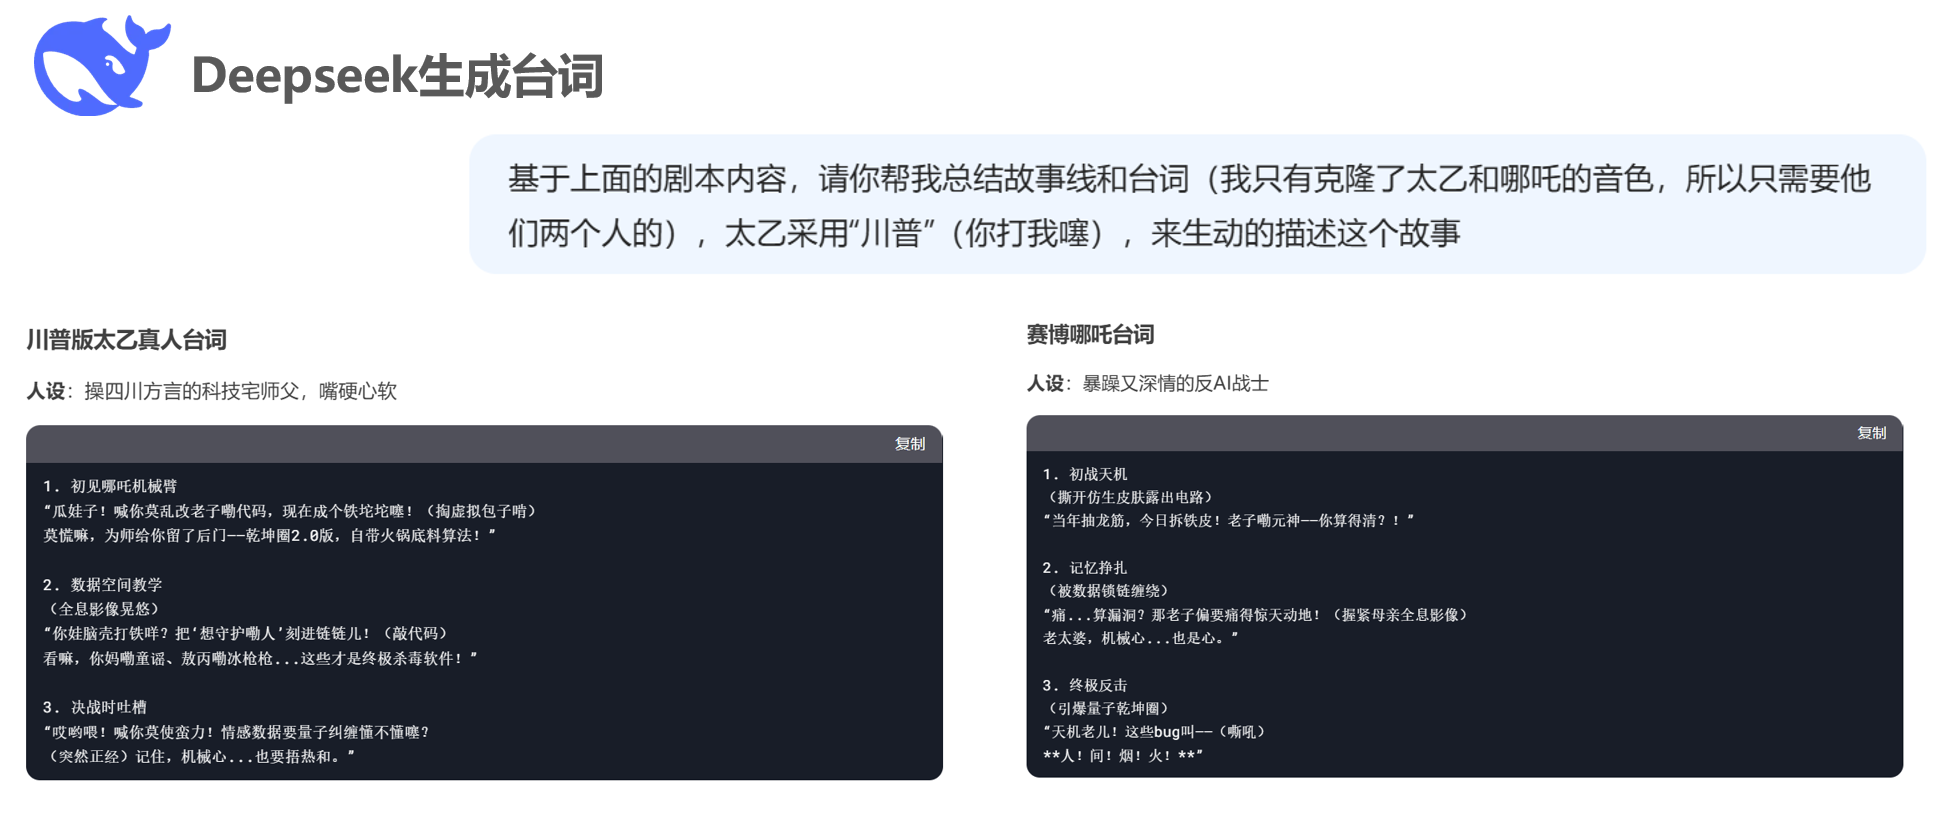 Deepseek生成台词
基于上面的剧本内容，请你帮我总结故事线和台词（我只有克隆了太乙和哪吒的音色，所以只需要他
们两个人的），太乙采用“川普”（你打我噻），来生动的描述这个故事
川普版太乙真人台词
人设：操四川方言的科技宅师父，嘴硬心软
复制
1. 初见哪吒机械臂
“瓜娃子！喊你莫乱改老子嘞代码，现在成个铁坨坨噻！（掏虚拟包子啃）
莫慌嘛，为师给你留了后门——乾坤圈2.0版，自带火锅底料算法！”
2. 数据空间教学
（全息影像晃悠）
“你娃脑壳打铁咩？把‘想守护嘞人’刻进链链儿！（敲代码）
看嘛，你妈嘞童谣、敖丙嘞冰枪枪...这些才是终极杀毒软件！”
3. 决战时吐槽
“哎哟喂！喊你莫使蛮力！情感数据要量子纠缠懂不懂噻？
（突然正经）记住，机械心...也要捂热和。”
赛博哪吒台词
人设：暴躁又深情的反AI战士
复制
1. 初战天机
（撕开仿生皮肤露出电路）
“当年抽龙筋，今日拆铁皮！老子嘞元神——你算得清？！”
2. 记忆挣扎
（被数据锁链缠绕）
“痛...算漏洞？那老子偏要痛得惊天动地！（握紧母亲全息影像）
老太婆，机械心...也是心。”
3. 终极反击
（引爆量子乾坤圈）
“天机老儿！这些bug叫——（嘶吼）
**人！间！烟！火！**”